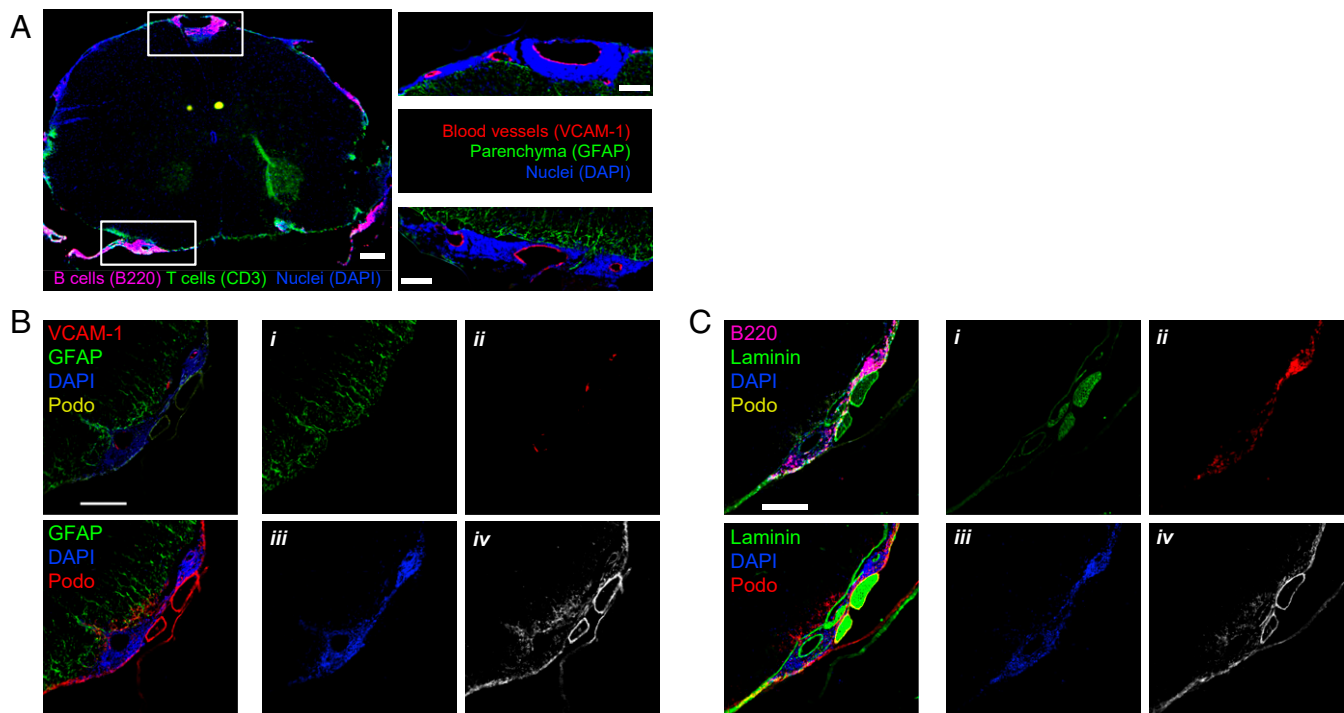 A
B cells (B220) T cells (CD3) Nuclei (DAPI)
Blood vessels (VCAM-1)
Parenchyma (GFAP)
Nuclei (DAPI)
B
VCAM-1
GFAP
DAPI
Podo
i
ii
GFAP
DAPI
Podo
iii
iv
C
B220
Laminin
DAPI
Podo
i
ii
Laminin
DAPI
Podo
iii
iv